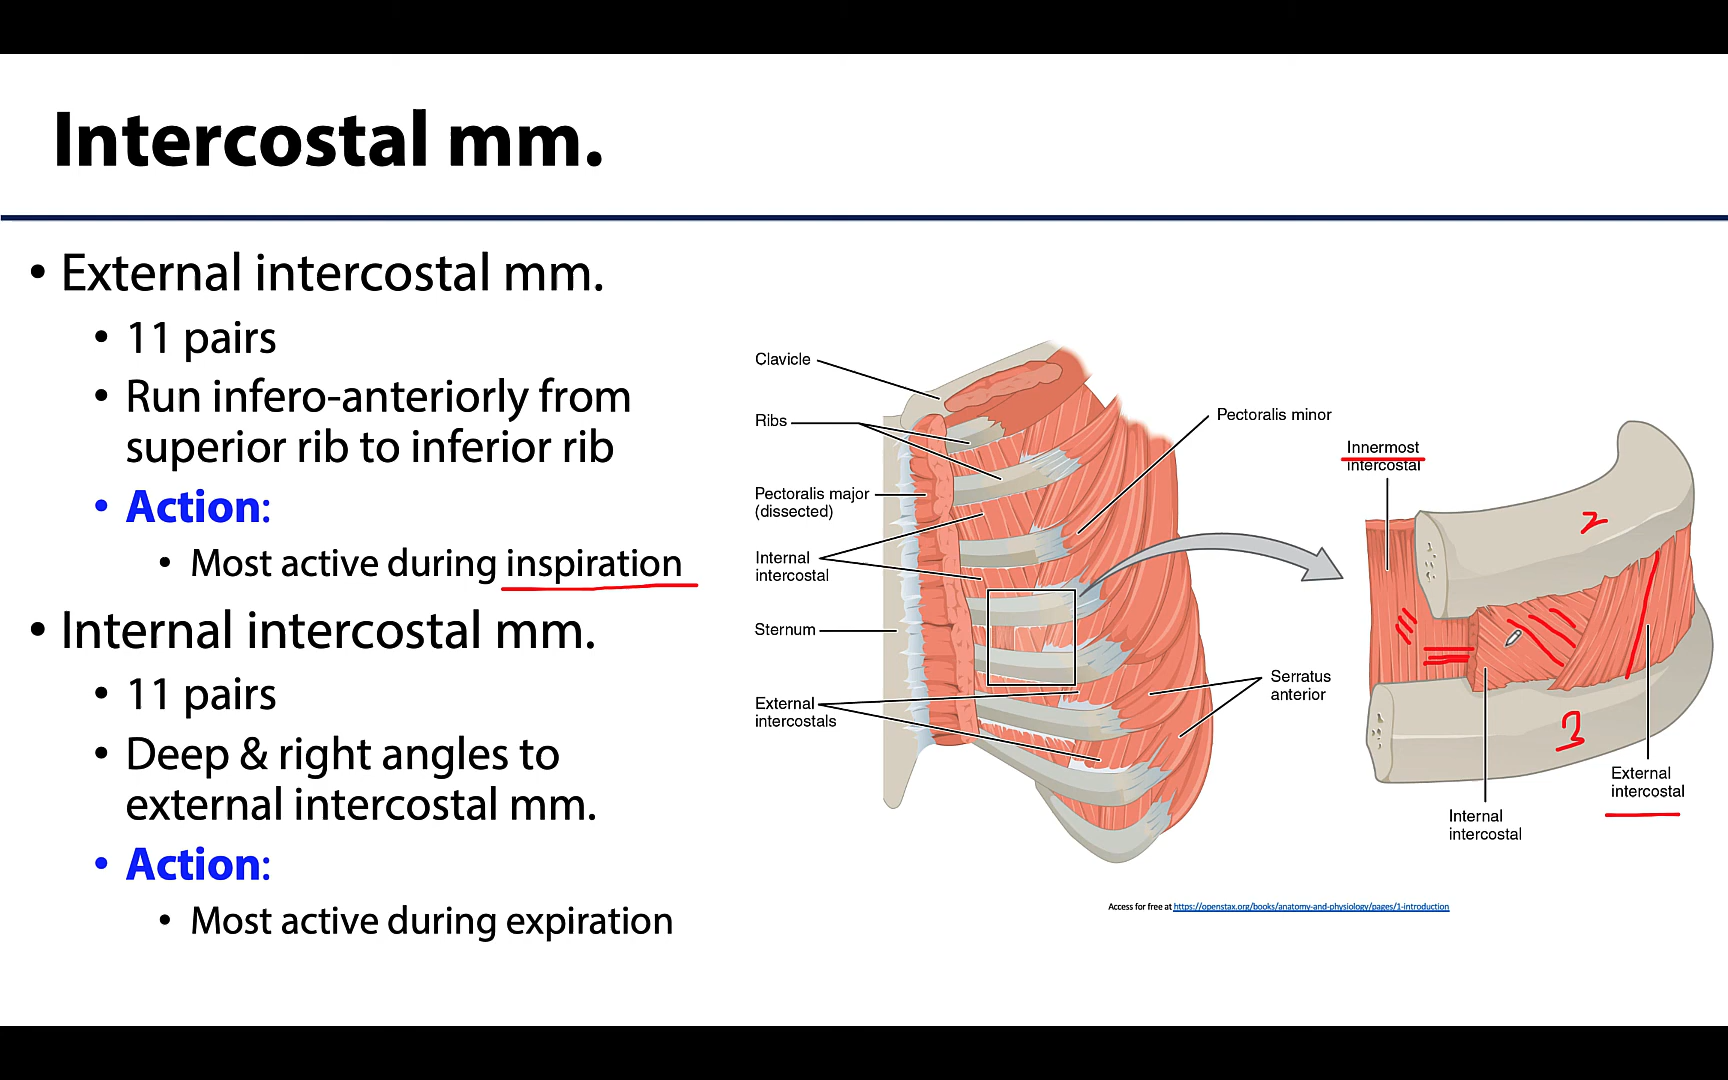 Intercostal mm.
• External intercostal mm.
• 11 pairs
• Run infero-anteriorly from
superior rib to inferior rib
• Action:
• Most active during inspiration
• Internal intercostal mm.
• 11 pairs
• Deep & right angles to
external intercostal mm.
• Action:
• Most active during expiration
Clavicle
Ribs
Pectoralis major
(dissected)
Internal
intercostal
Sternum
External
intercostals
Pectoralis minor
Serratus
anterior
Innermost
intercostal
2
3
External
intercostal
Internal
intercostal
Access for free at https://openstax.org/books/anatomy-and-physiology/pages/1-introduction